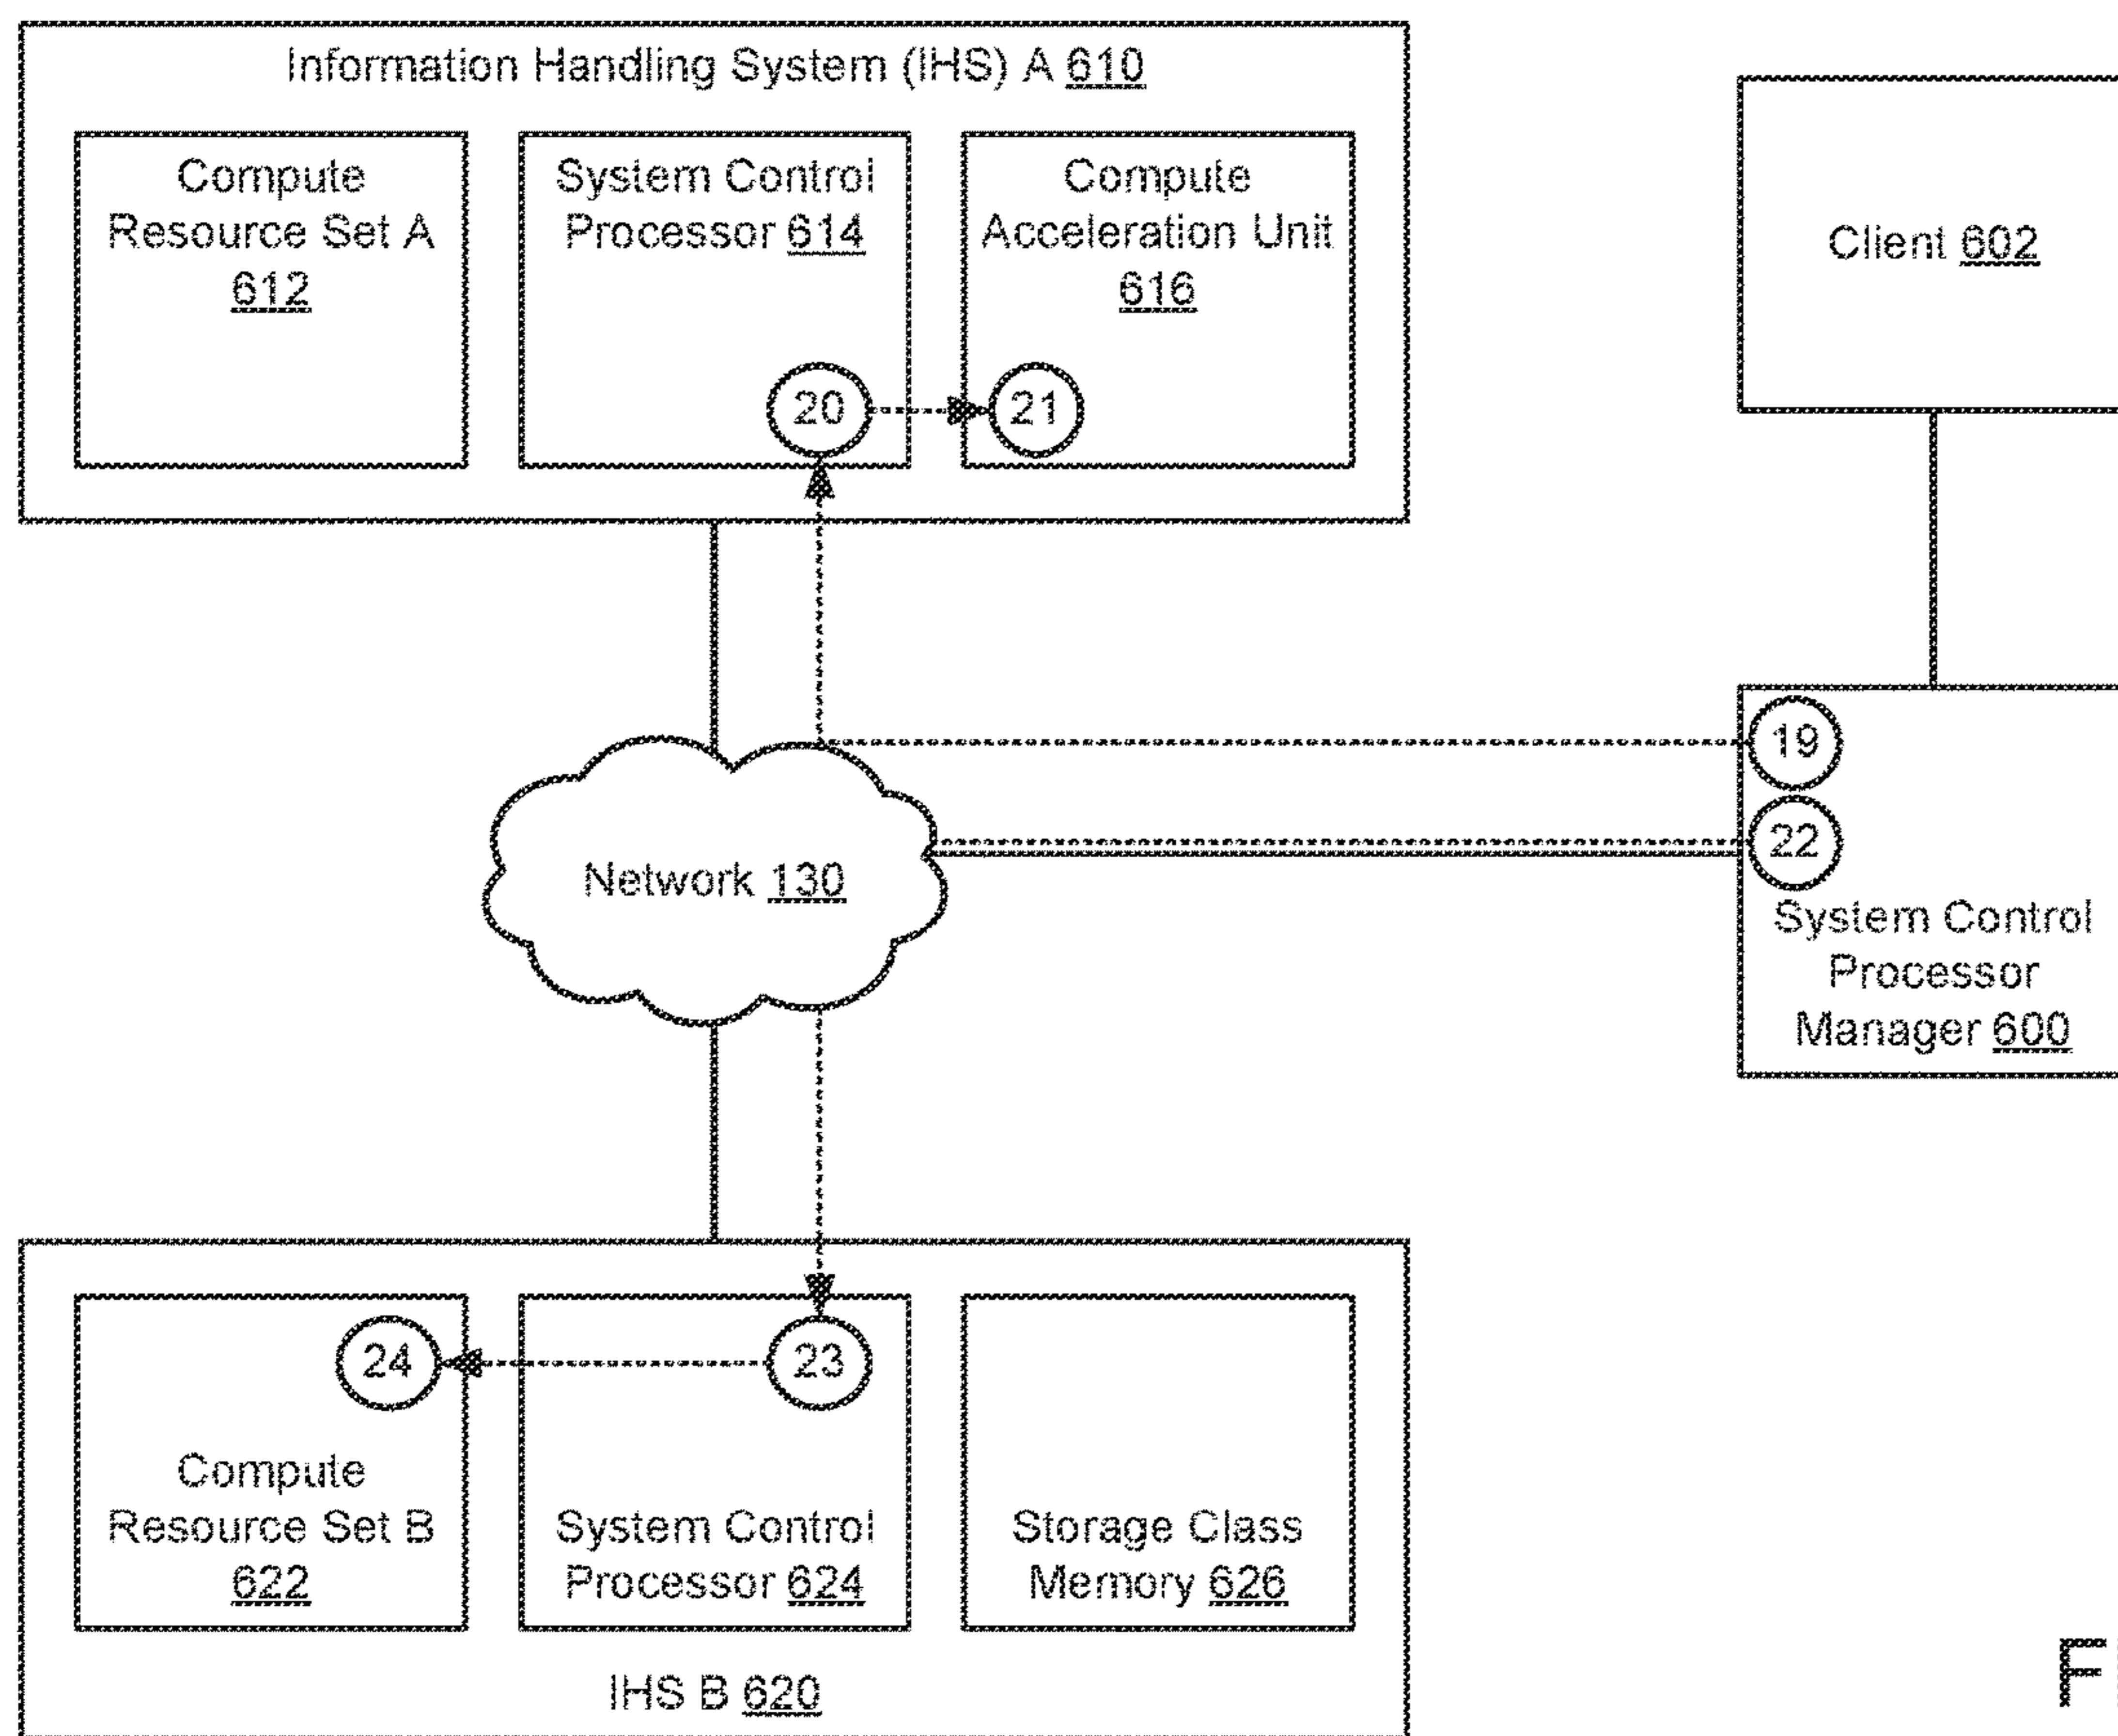 Information Handling System (IHS) A 610
Compute
Resource Set A
612
System Control
Processor 614
Compute
Acceleration Unit
616
20
21
Client 602
19
22
System Control
Processor
Manager 600
Network 130
24
23
Compute
Resource Set B
622
System Control
Processor 624
Storage Class
Memory 626
IHS B 620